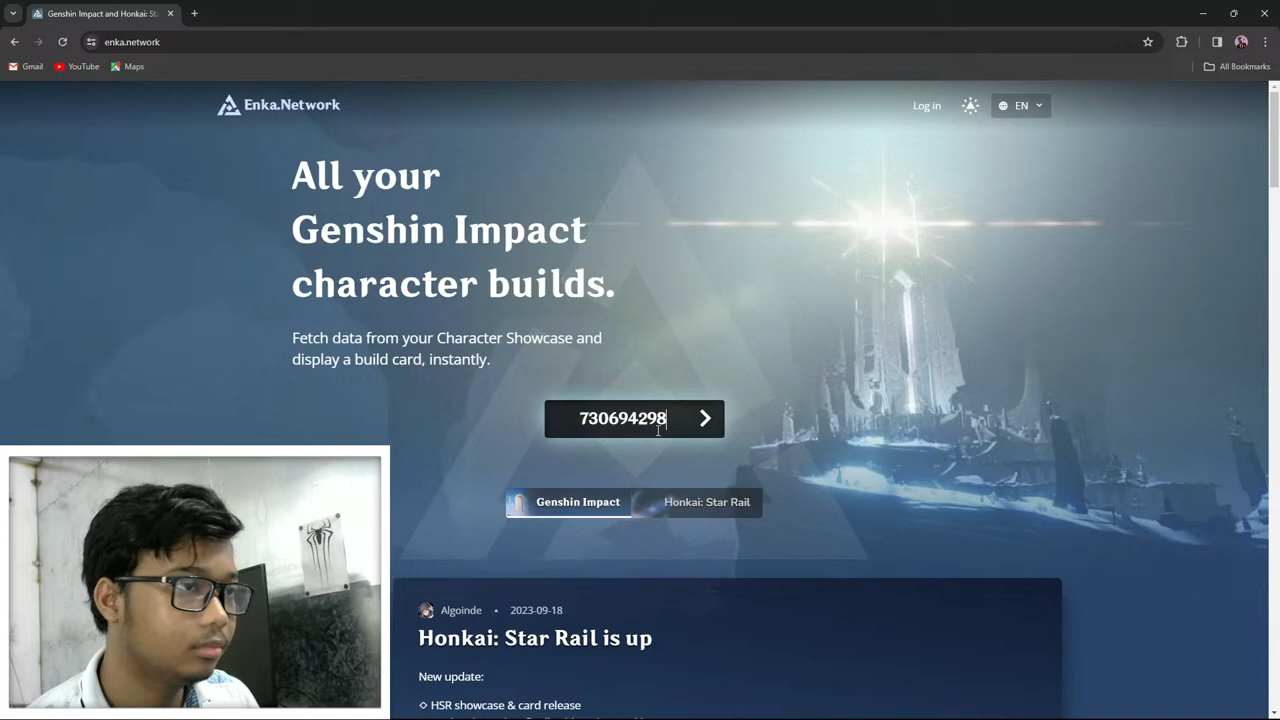 Genshin Impact and Honkai: St
enka.network
Gmail
YouTube
Maps
All Bookmarks
Enka.Network
Log in
EN
All your
Genshin Impact
character builds.
Fetch data from your Character Showcase and
display a build card, instantly.
730694298
Genshin Impact
Honkai: Star Rail
Algoinde
2023-09-18
Honkai: Star Rail is up
New update:
HSR showcase & card release